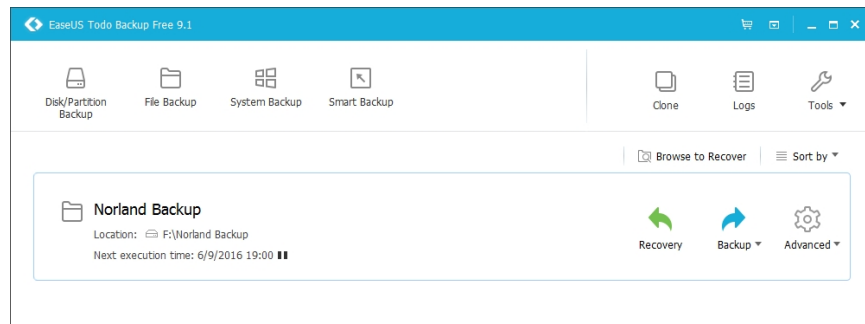 EaseUS Todo Backup Free 9.1
Disk/Partition
Backup
File Backup
System Backup
Smart Backup
Clone
Logs
Tools
Browse to Recover
Sort by
Norland Backup
Location: F:\Norland Backup
Next execution time: 6/9/2016 19:00
Recovery
Backup
Advanced